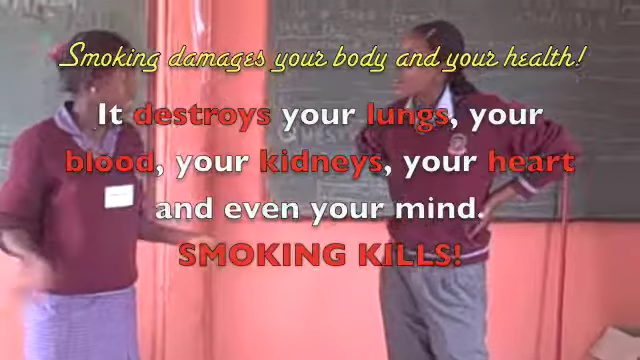 Smoking damages your body and your health!
It destroys your lungs, your
blood, your kidneys, your heart
and even your mind.
SMOKING KILLS!